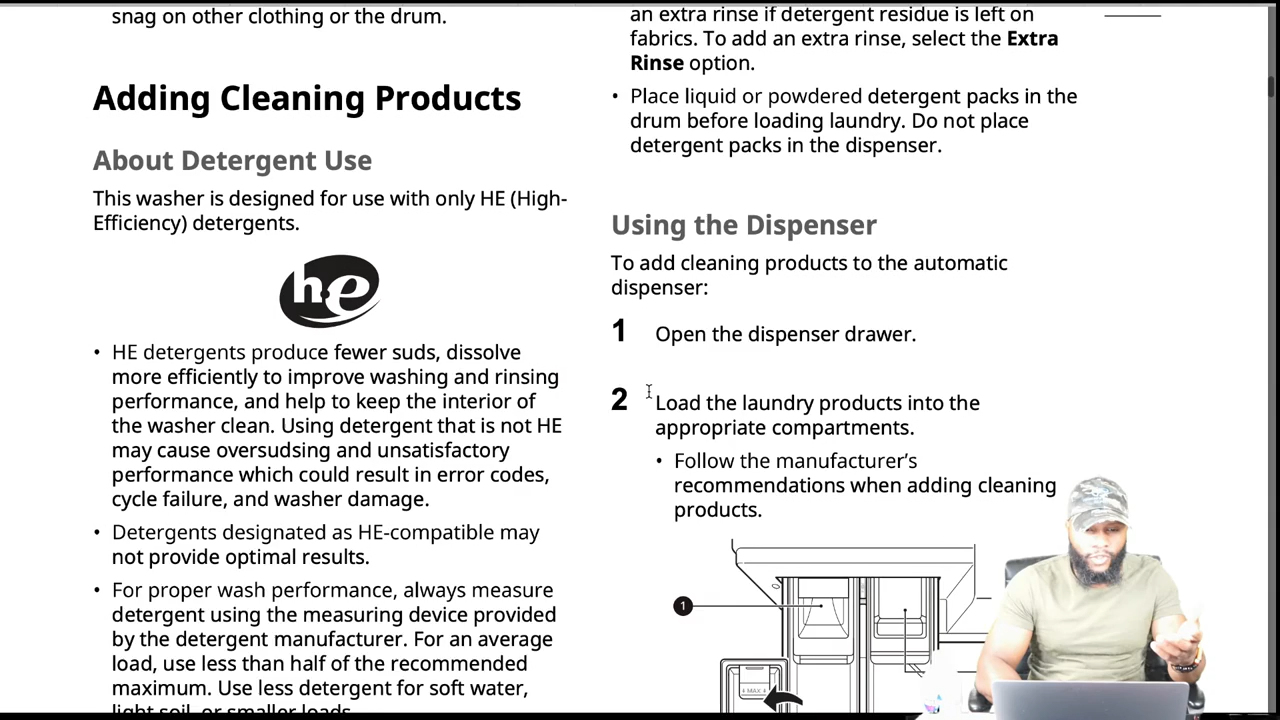 snag on other clothing or the drum.
Adding Cleaning Products
About Detergent Use
This washer is designed for use with only HE (High-
Efficiency) detergents.
he
• HE detergents produce fewer suds, dissolve
more efficiently to improve washing and rinsing
performance, and help to keep the interior of
the washer clean. Using detergent that is not HE
may cause oversudsing and unsatisfactory
performance which could result in error codes,
cycle failure, and washer damage.
• Detergents designated as HE-compatible may
not provide optimal results.
• For proper wash performance, always measure
detergent using the measuring device provided
by the detergent manufacturer. For an average
load, use less than half of the recommended
maximum. Use less detergent for soft water,
light soil, or smaller loads.
an extra rinse if detergent residue is left on
fabrics. To add an extra rinse, select the Extra
Rinse option.
• Place liquid or powdered detergent packs in the
drum before loading laundry. Do not place
detergent packs in the dispenser.
Using the Dispenser
To add cleaning products to the automatic
dispenser:
1 Open the dispenser drawer.
2 Load the laundry products into the
appropriate compartments.
• Follow the manufacturer's
recommendations when adding cleaning
products.
1
MAX